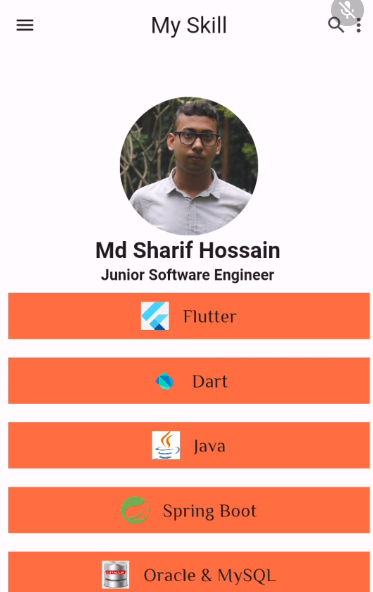 My Skill
Md Sharif Hossain
Junior Software Engineer
Flutter
Dart
Java
Spring Boot
Oracle & MySQL